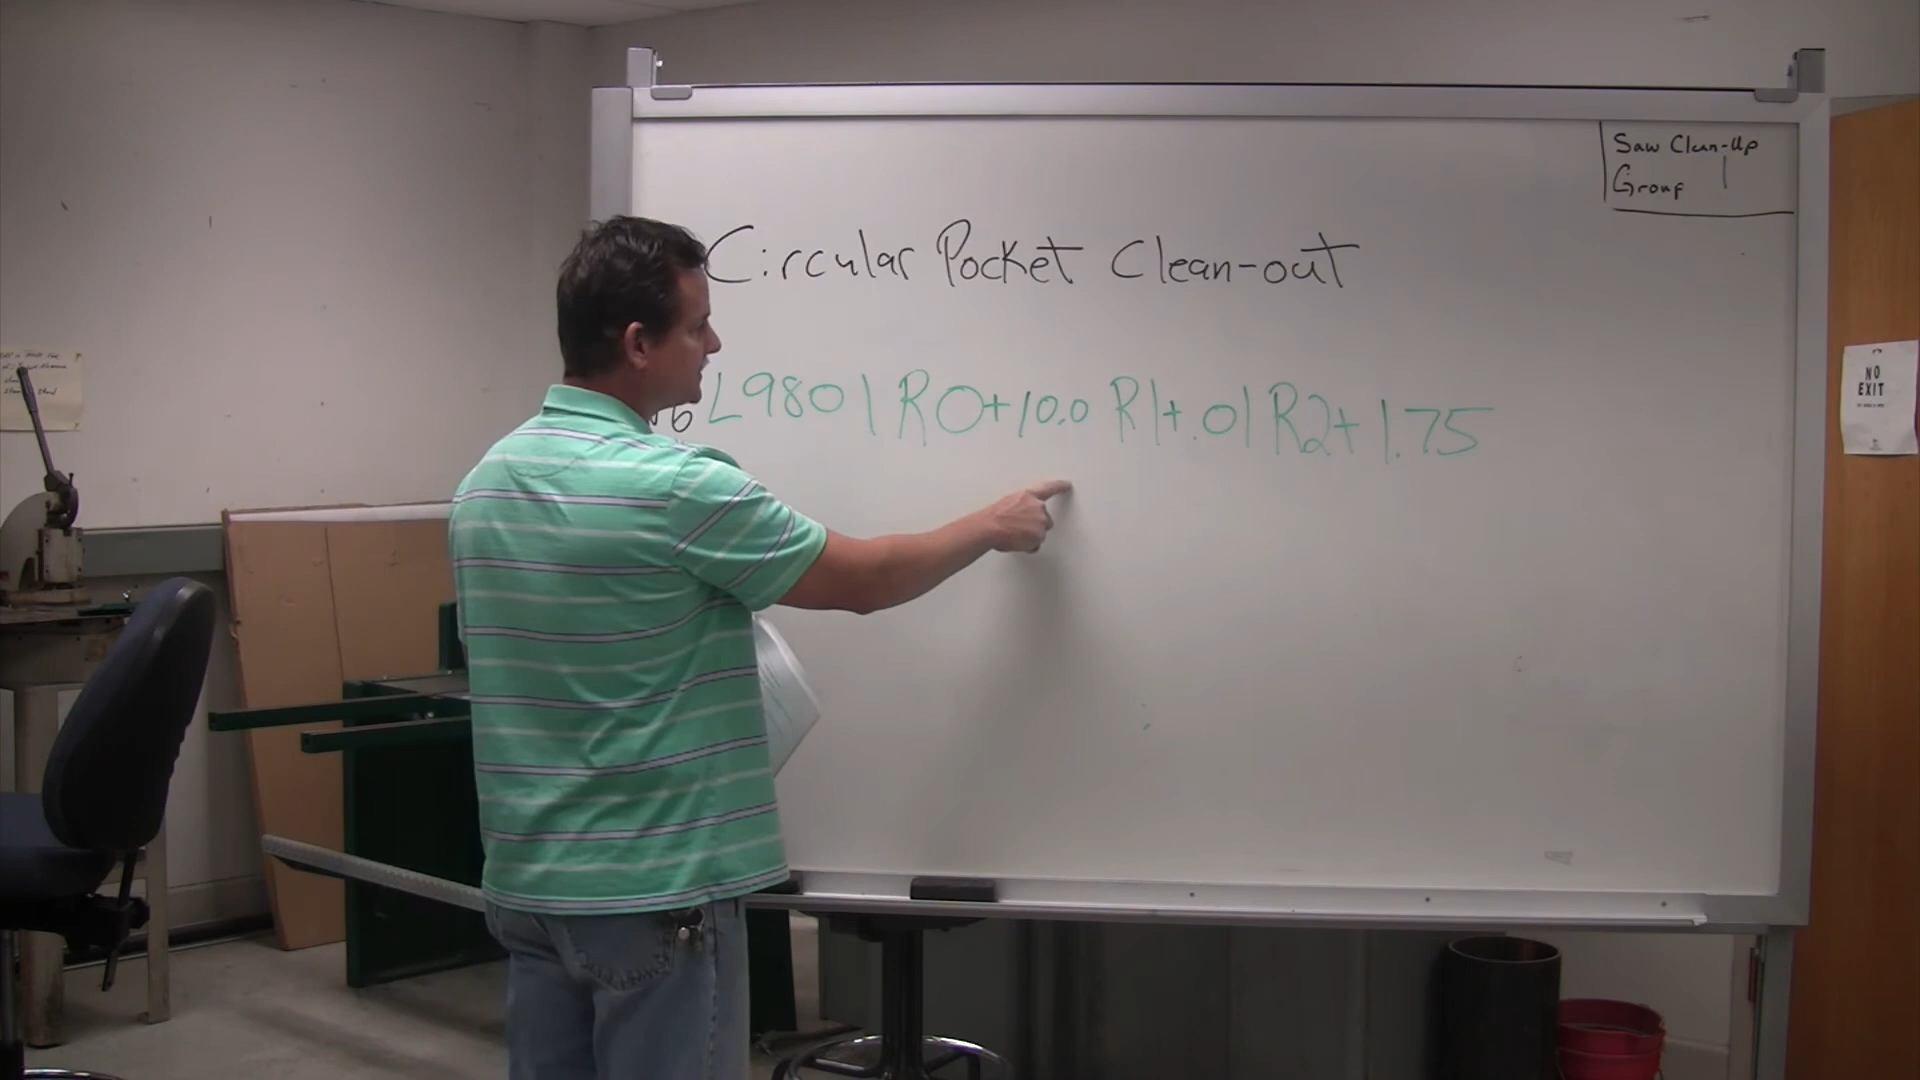 Saw Clean-Up
Group
Circular Pocket Clean-out
L9801 R0+10.0 R1+.01 R2+1.75
NO
EXIT